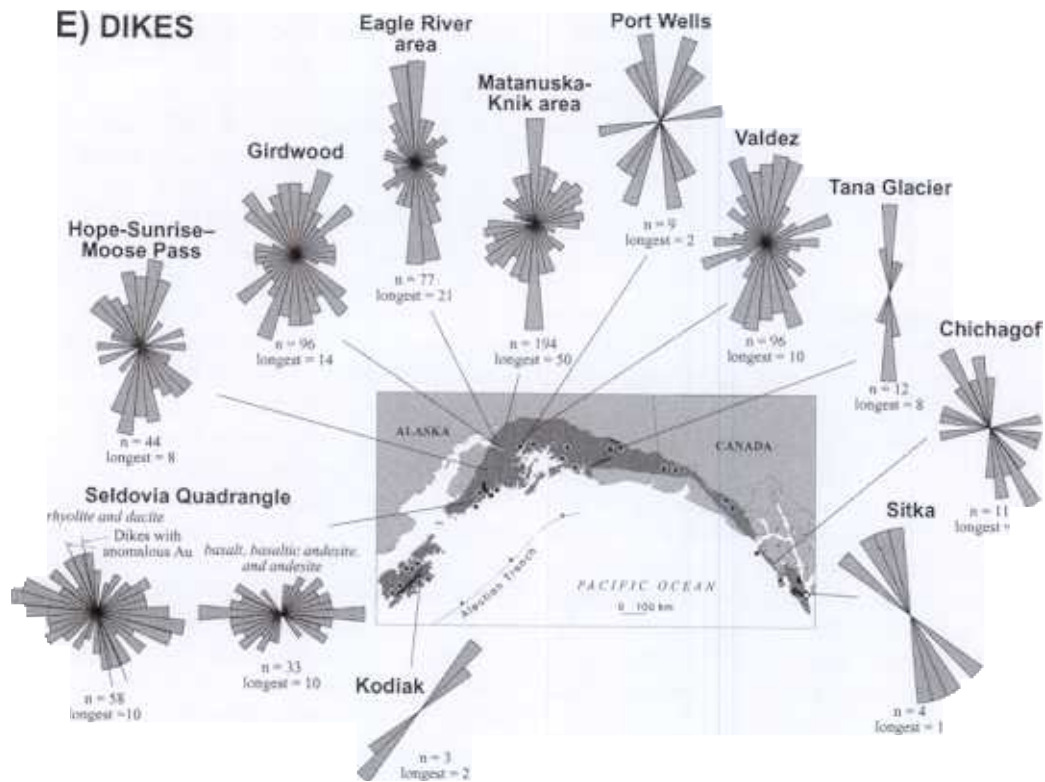 E) DIKES
Eagle River
area
n = 77
longest = 21
Port Wells
n = 9
longest = 2
Matanuska-
Knik area
n = 194
longest = 50
Girdwood
n = 96
longest = 14
Valdez
n = 96
longest = 10
Tana Glacier
n = 12
longest = 8
Hope-Sunrise–
Moose Pass
n = 44
longest = 8
Chichagof
n = 11
longest =
ALASKA
CANADA
Aleutian Trench
PACIFIC OCEAN
0 100 km
Seldovia Quadrangle
rhyolite and dacite
Dikes with
anomalous Au
n = 58
longest =10
basalt, basaltic andesite,
and andesite
n = 33
longest = 10
Sitka
n = 4
longest = 1
Kodiak
n = 3
longest = 2